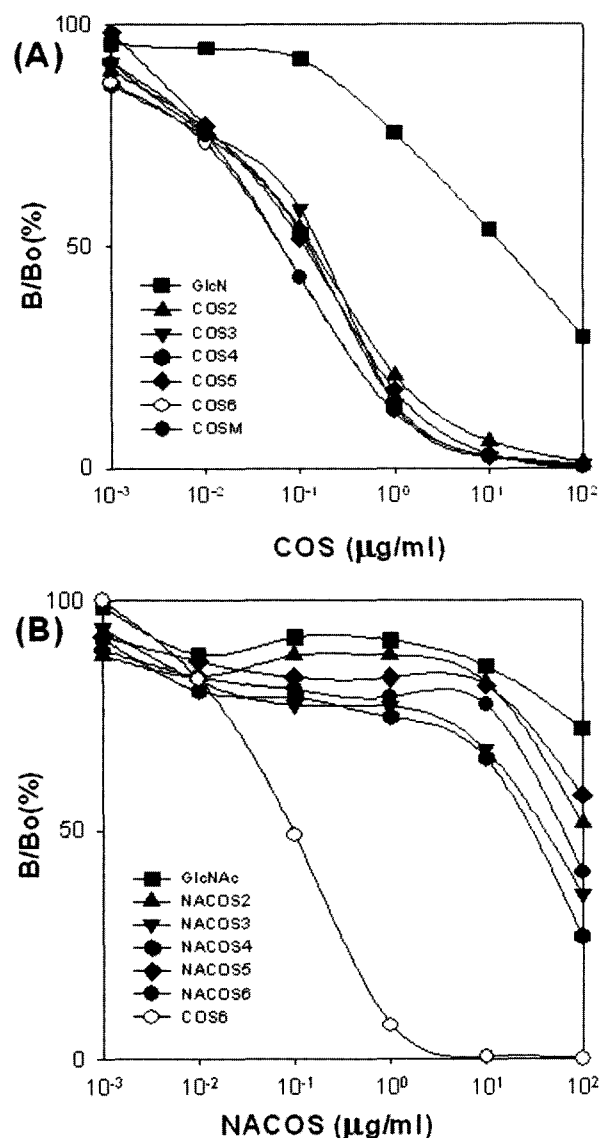 (A)
B/Bo(%)
100
50
0
GlcN
COS2
COS3
COS4
COS5
COS6
COSM
10⁻³ 10⁻² 10⁻¹ 10⁰ 10¹ 10²
COS (μg/ml)
(B)
B/Bo(%)
100
50
0
GlcNAc
NACOS2
NACOS3
NACOS4
NACOS5
NACOS6
COS6
10⁻³ 10⁻² 10⁻¹ 10⁰ 10¹ 10²
NACOS (μg/ml)